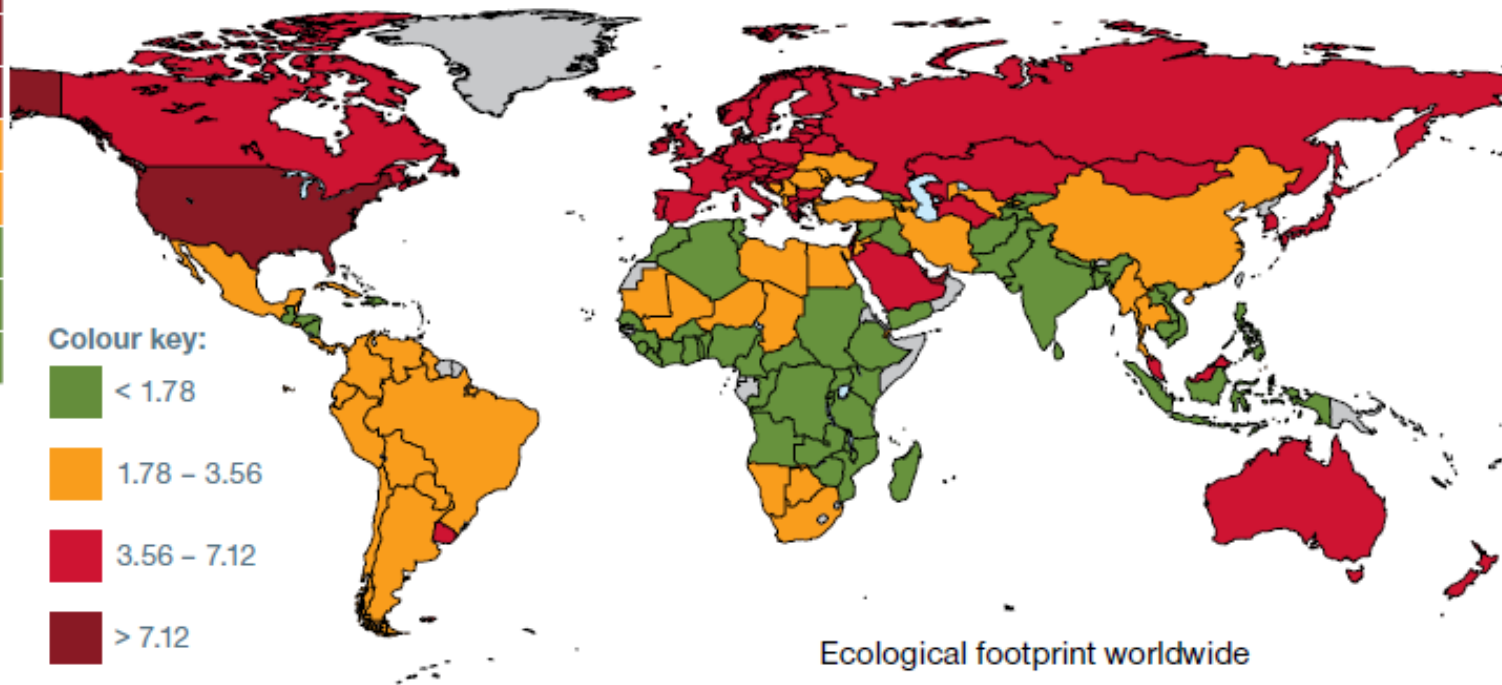 Colour key:
< 1.78
1.78 – 3.56
3.56 – 7.12
> 7.12
Ecological footprint worldwide